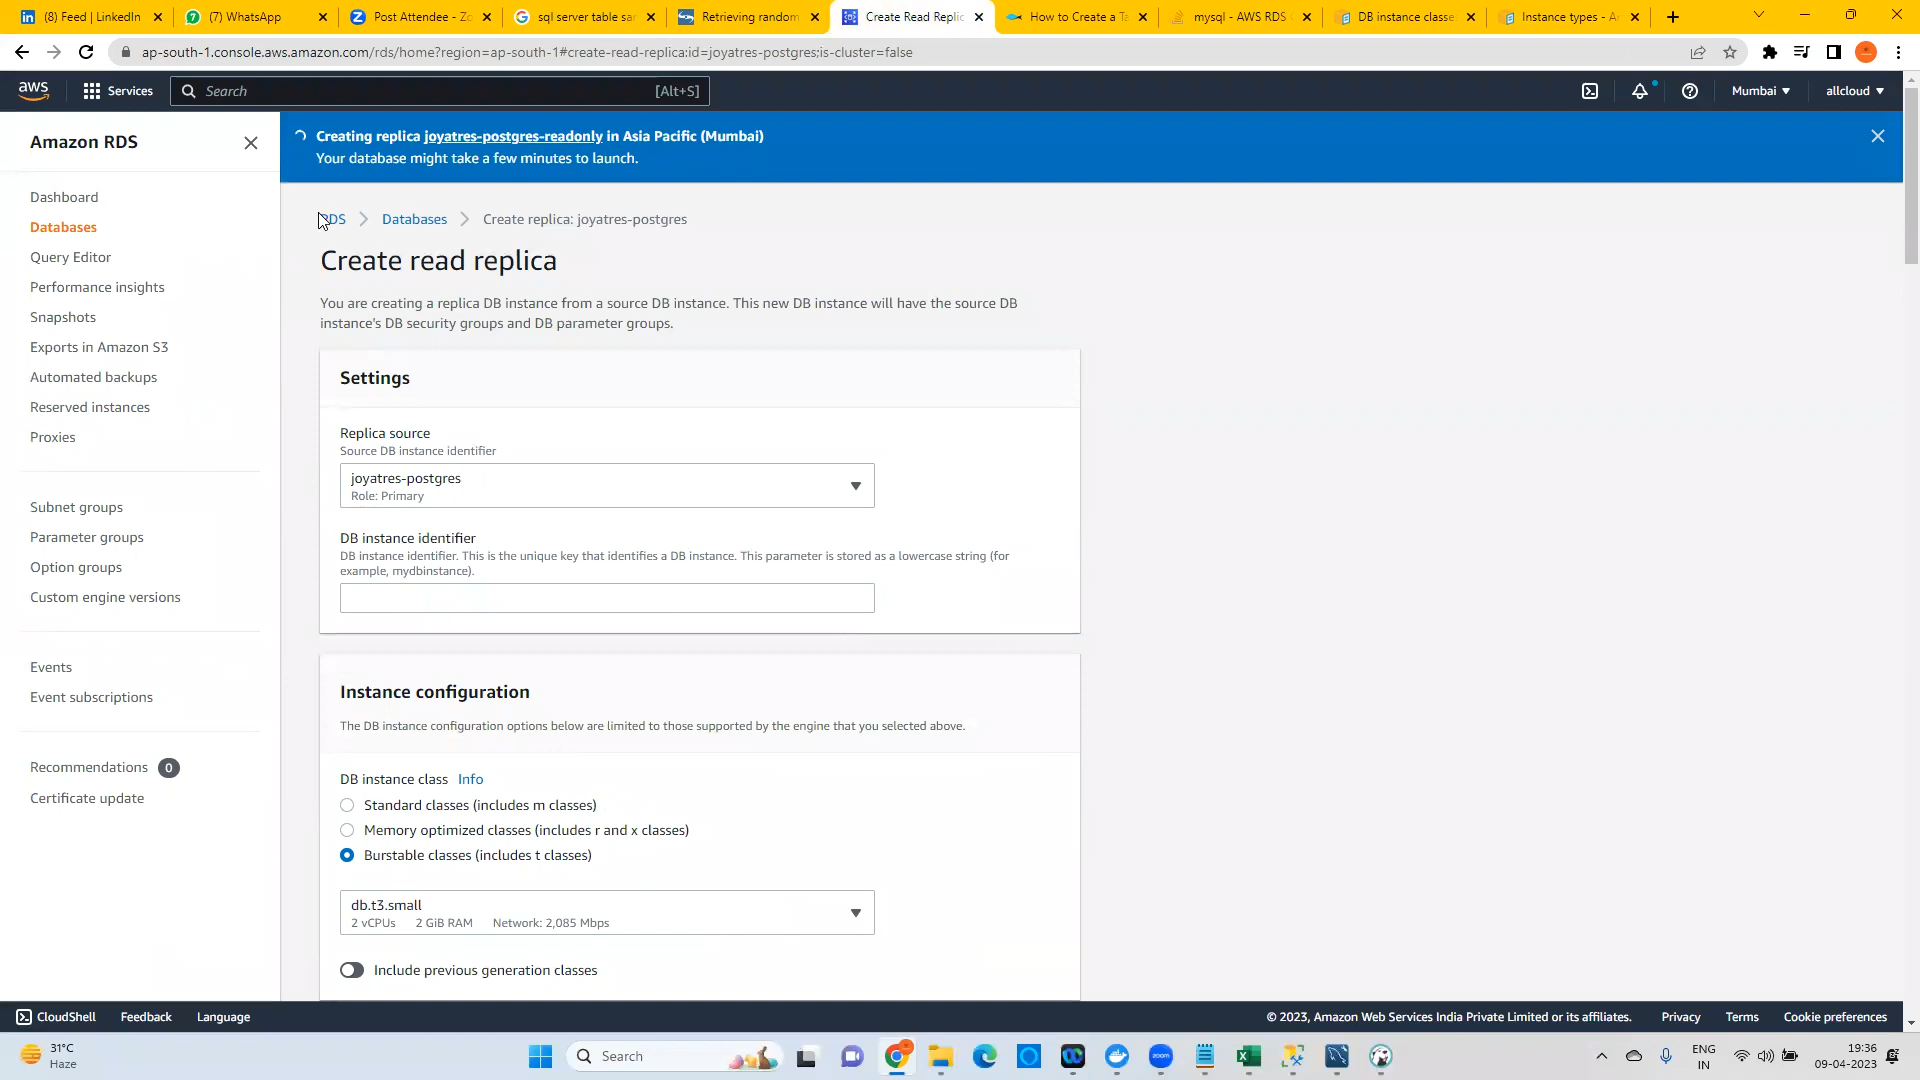 (8) Feed | LinkedIn
(7) WhatsApp
Post Attendee - Zo
sql server table sar
Retrieving random
Create Read Replic
How to Create a Ta
mysql - AWS RDS
DB instance classe
Instance types - A
ap-south-1.console.aws.amazon.com/rds/home?region=ap-south-1#create-read-replica:id=joyatres-postgres;is-cluster=false
aws
Services
Search
[Alt+S]
Mumbai
allcloud
Amazon RDS
Dashboard
Databases
Query Editor
Performance insights
Snapshots
Exports in Amazon S3
Automated backups
Reserved instances
Proxies
Subnet groups
Parameter groups
Option groups
Custom engine versions
Events
Event subscriptions
Recommendations 0
Certificate update
Creating replica joyatres-postgres-readonly in Asia Pacific (Mumbai)
Your database might take a few minutes to launch.
RDS > Databases > Create replica: joyatres-postgres
Create read replica
You are creating a replica DB instance from a source DB instance. This new DB instance will have the source DB
instance's DB security groups and DB parameter groups.
Settings
Replica source
Source DB instance identifier
joyatres-postgres
Role: Primary
DB instance identifier
DB instance identifier. This is the unique key that identifies a DB instance. This parameter is stored as a lowercase string (for
example, mydbinstance).
Instance configuration
The DB instance configuration options below are limited to those supported by the engine that you selected above.
DB instance class Info
Standard classes (includes m classes)
Memory optimized classes (includes r and x classes)
Burstable classes (includes t classes)
db.t3.small
2 vCPUs 2 GiB RAM Network: 2,085 Mbps
Include previous generation classes
CloudShell
Feedback
Language
© 2023, Amazon Web Services India Private Limited or its affiliates.
Privacy
Terms
Cookie preferences
31°C
Haze
Search
zoom
ENG
IN
19:36
09-04-2023